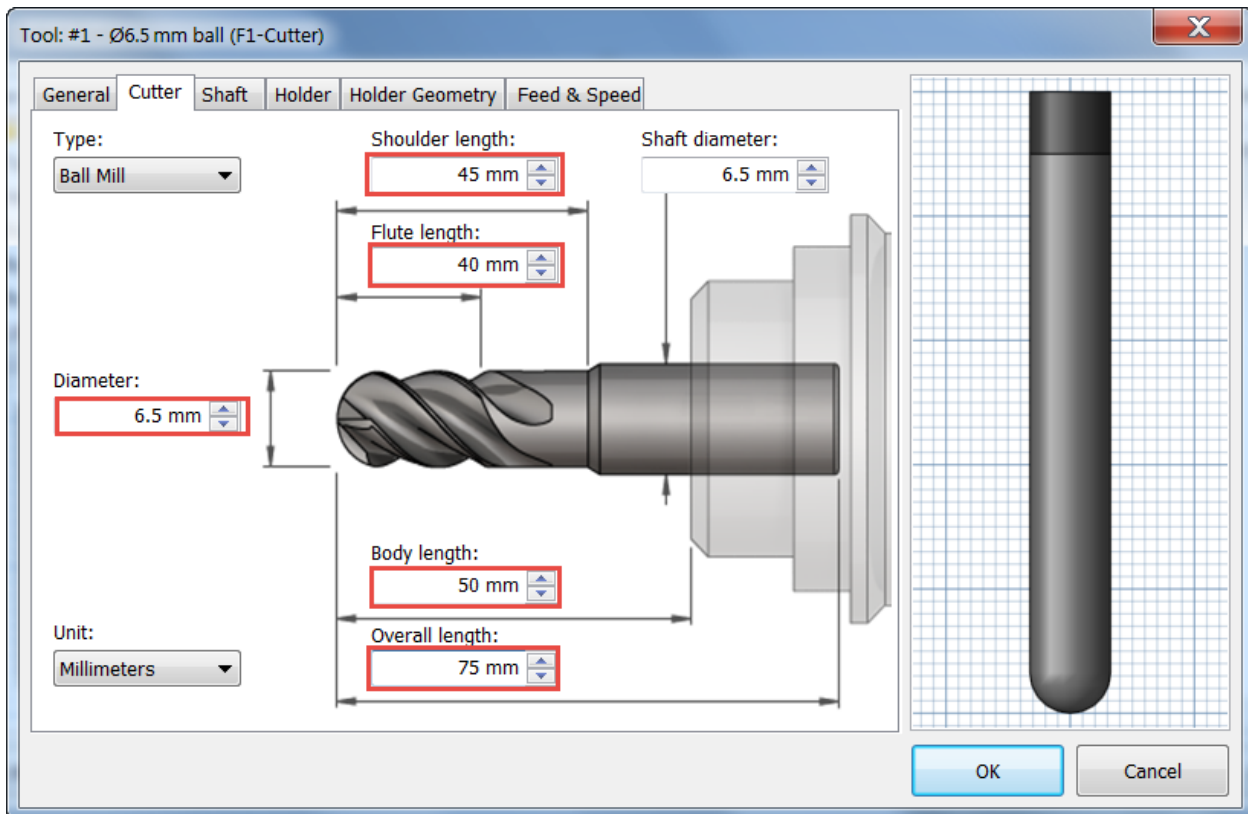 Tool: #1 - Ø6.5 mm ball (F1-Cutter)
General Cutter Shaft Holder Holder Geometry Feed & Speed
Type: Shoulder length: Shaft diameter:
Ball Mill 45 mm 6.5 mm
Flute length:
40 mm
Diameter:
6.5 mm
Body length:
50 mm
Unit: Overall length:
Millimeters 75 mm
OK Cancel